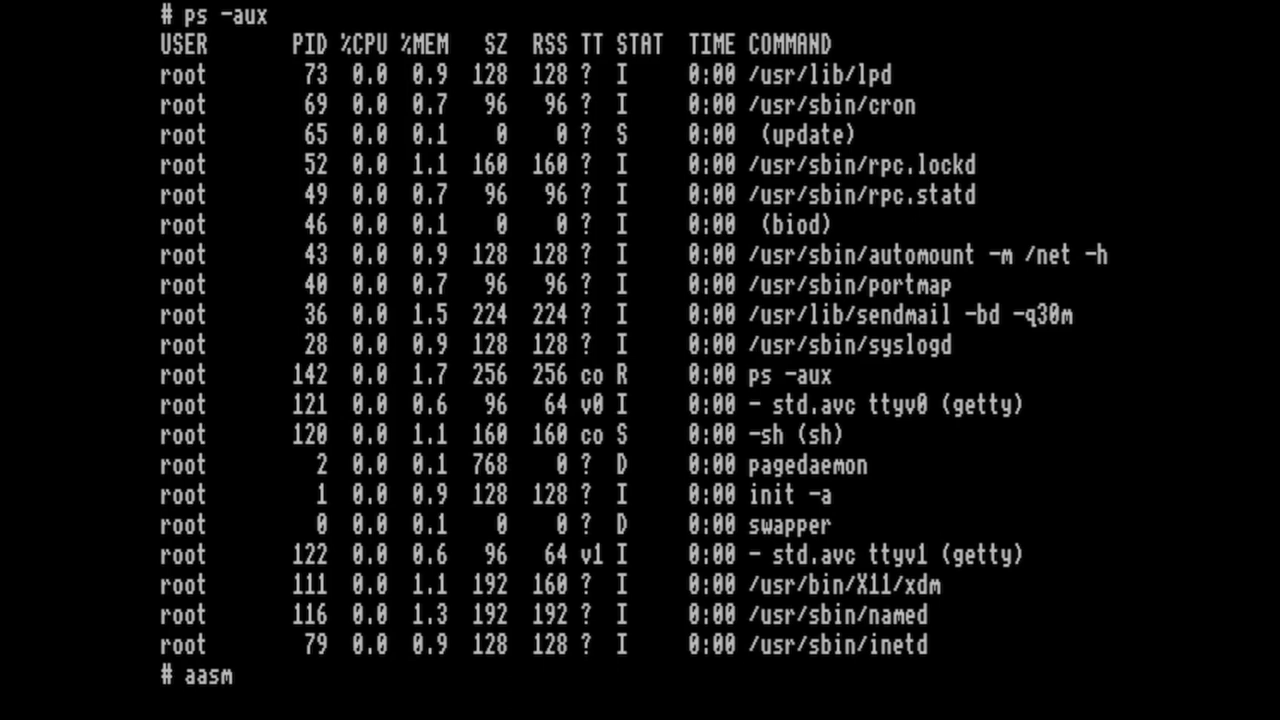 # ps -aux
USER       PID %CPU %MEM   SZ  RSS TT STAT  TIME COMMAND
root        73  0.0  0.9  128  128 ?  I     0:00 /usr/lib/lpd
root        69  0.0  0.7   96   96 ?  I     0:00 /usr/sbin/cron
root        65  0.0  0.1    0    0 ?  S     0:00  (update)
root        52  0.0  1.1  160  160 ?  I     0:00 /usr/sbin/rpc.lockd
root        49  0.0  0.7   96   96 ?  I     0:00 /usr/sbin/rpc.statd
root        46  0.0  0.1    0    0 ?  I     0:00  (biod)
root        43  0.0  0.9  128  128 ?  I     0:00 /usr/sbin/automount -m /net -h
root        40  0.0  0.7   96   96 ?  I     0:00 /usr/sbin/portmap
root        36  0.0  1.5  224  224 ?  I     0:00 /usr/lib/sendmail -bd -q30m
root        28  0.0  0.9  128  128 ?  I     0:00 /usr/sbin/syslogd
root       142  0.0  1.7  256  256 co R     0:00 ps -aux
root       121  0.0  0.6   96   64 v0 I     0:00 - std.avc ttyv0 (getty)
root       120  0.0  1.1  160  160 co S     0:00 -sh (sh)
root         2  0.0  0.1  768    0 ?  D     0:00 pagedaemon
root         1  0.0  0.9  128  128 ?  I     0:00 init -a
root         0  0.0  0.1    0    0 ?  D     0:00 swapper
root       122  0.0  0.6   96   64 v1 I     0:00 - std.avc ttyv1 (getty)
root       111  0.0  1.1  192  160 ?  I     0:00 /usr/bin/X11/xdm
root       116  0.0  1.3  192  192 ?  I     0:00 /usr/sbin/named
root        79  0.0  0.9  128  128 ?  I     0:00 /usr/sbin/inetd
# aasm